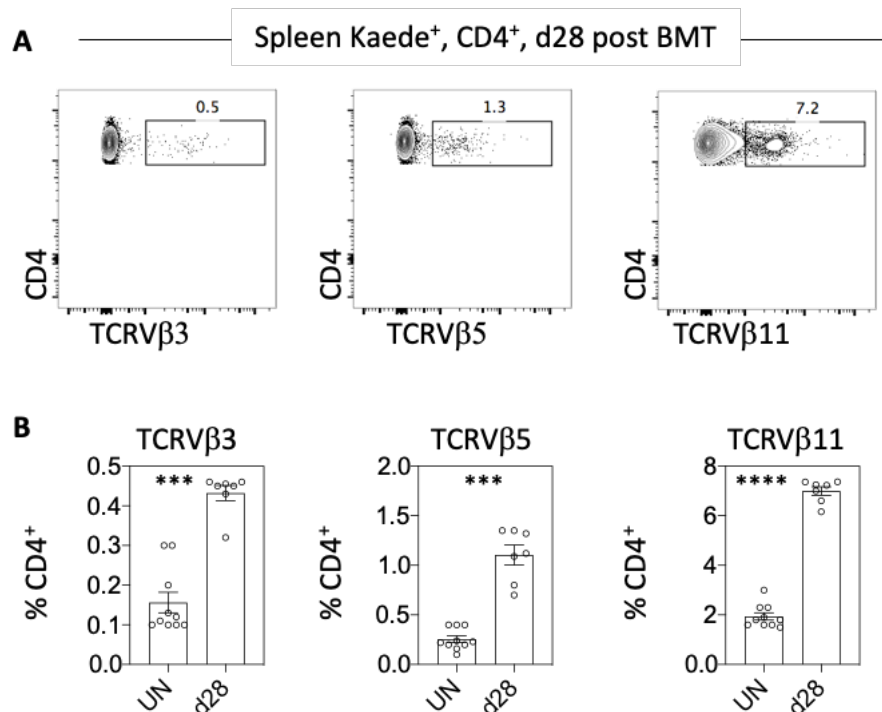 A
Spleen Kaede⁺, CD4⁺, d28 post BMT
0.5
1.3
7.2
CD4
CD4
CD4
TCRVβ3
TCRVβ5
TCRVβ11
B
TCRVβ3
TCRVβ5
TCRVβ11
% CD4⁺
0.5
0.4
0.3
0.2
0.1
0.0
***
UN
d28
% CD4⁺
2.0
1.5
1.0
0.5
0.0
***
UN
d28
% CD4⁺
8
6
4
2
0
****
UN
d28